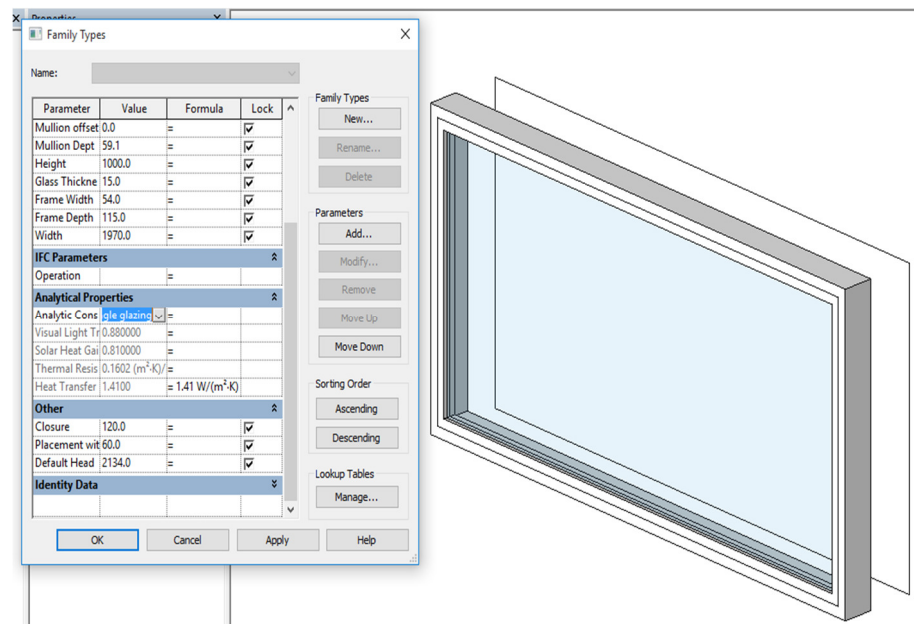 Properties
Family Types
Name:
Parameter Value Formula Lock
Mullion offset 0.0 =
Mullion Dept 59.1 =
Height 1000.0 =
Glass Thickne 15.0 =
Frame Width 54.0 =
Frame Depth 115.0 =
Width 1970.0 =
IFC Parameters
Operation =
Analytical Properties
Analytic Cons gle glazing =
Visual Light Tr 0.880000 =
Solar Heat Gai 0.810000 =
Thermal Resis 0.1602 (m²·K)/ =
Heat Transfer 1.4100 = 1.41 W/(m²·K)
Other
Closure 120.0 =
Placement wit 60.0 =
Default Head 2134.0 =
Identity Data
Family Types
New...
Rename...
Delete
Parameters
Add...
Modify...
Remove
Move Up
Move Down
Sorting Order
Ascending
Descending
Lookup Tables
Manage...
OK Cancel Apply Help